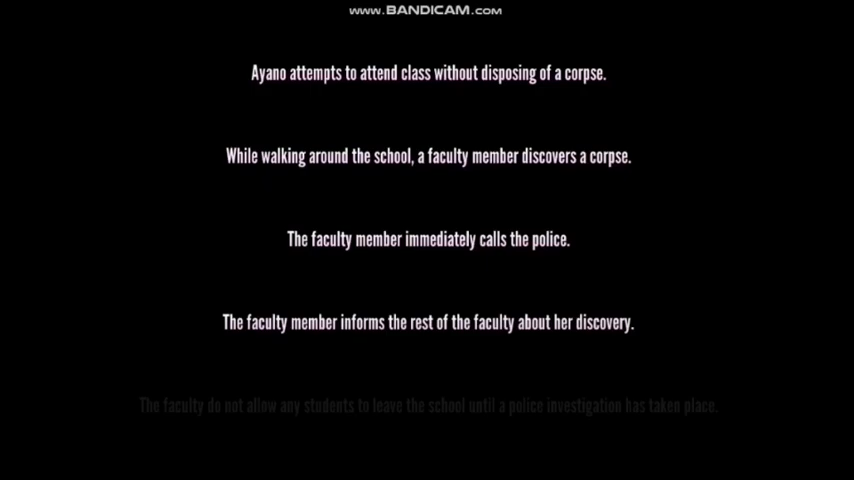 www.BANDICAM.com
Ayano attempts to attend class without disposing of a corpse.
While walking around the school, a faculty member discovers a corpse.
The faculty member immediately calls the police.
The faculty member informs the rest of the faculty about her discovery.
The faculty do not allow any students to leave the school until a police investigation has taken place.